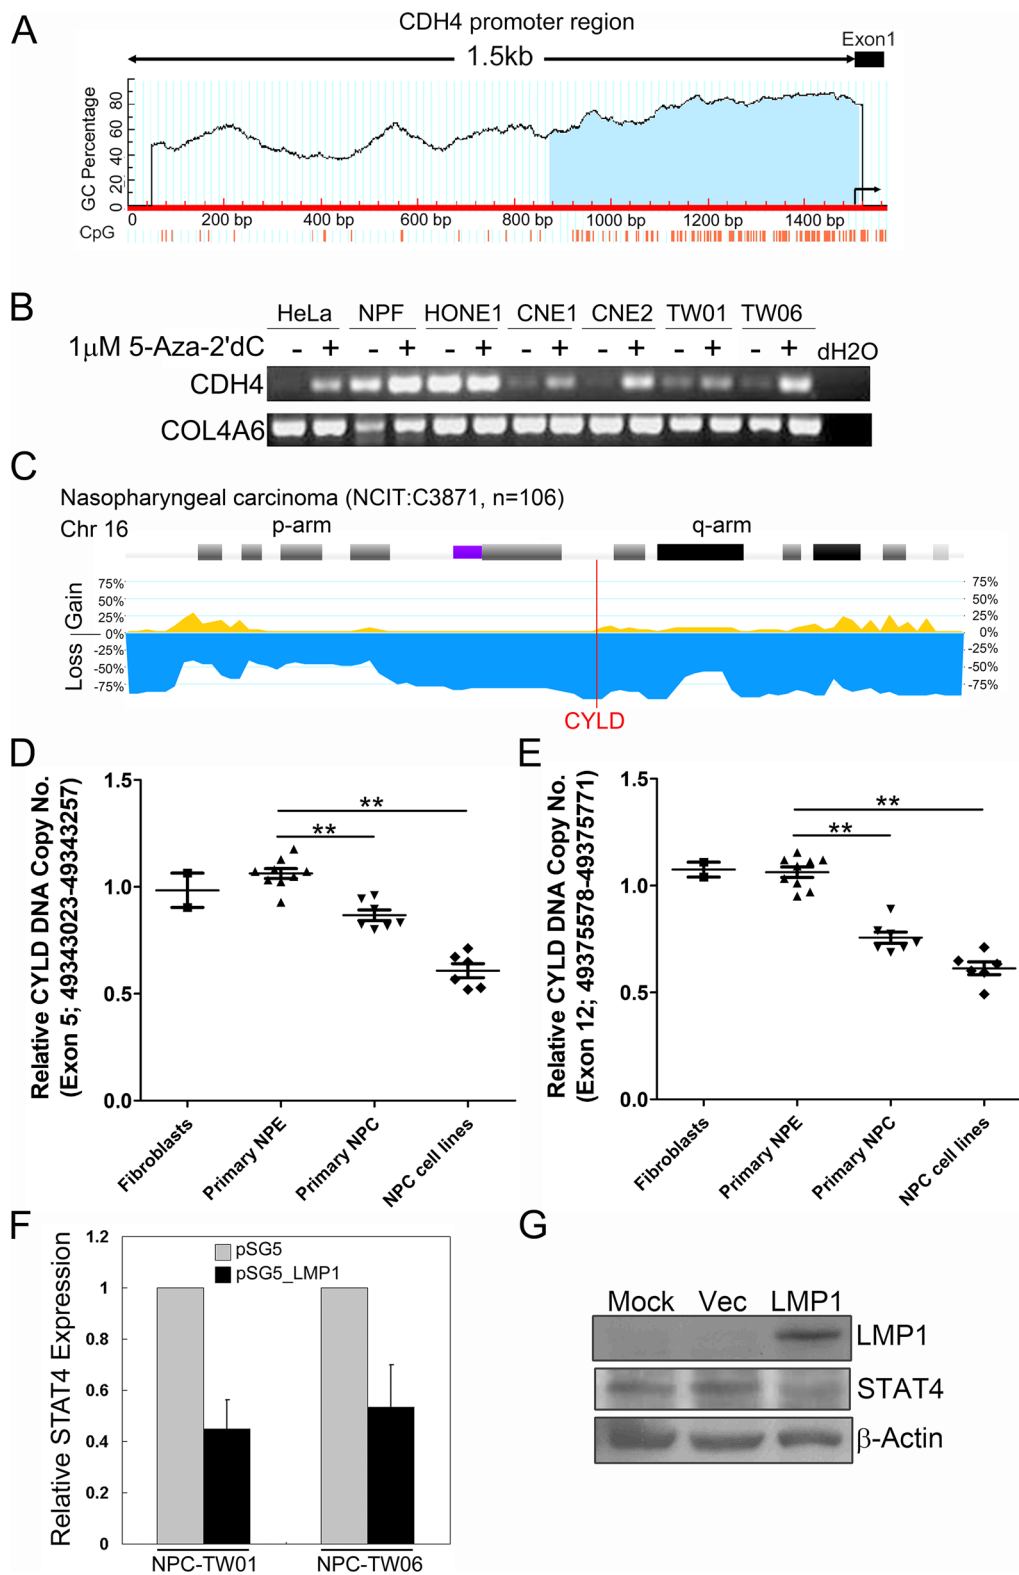 A
CDH4 promoter region
1.5kb
Exon1
GC Percentage
0 20 40 60 80
0 200 bp 400 bp 600 bp 800 bp 1000 bp 1200 bp 1400 bp
CpG
B
HeLa NPF HONE1 CNE1 CNE2 TW01 TW06
1µM 5-Aza-2'dC - + - + - + - + - + - + - + dH2O
CDH4
COL4A6
C
Nasopharyngeal carcinoma (NCIT:C3871, n=106)
Chr 16 p-arm q-arm
Loss | Gain
75% 75%
50% 50%
25% 25%
0% 0%
-25% -25%
-50% -50%
-75% -75%
CYLD
D
Relative CYLD DNA Copy No.
(Exon 5; 49343023-49343257)
1.5
1.0
0.5
0.0
**
**
Fibroblasts
Primary NPE
Primary NPC
NPC cell lines
E
Relative CYLD DNA Copy No.
(Exon 12; 49375578-49375771)
1.5
1.0
0.5
0.0
**
**
Fibroblasts
Primary NPE
Primary NPC
NPC cell lines
F
Relative STAT4 Expression
1.2
1
0.8
0.6
0.4
0.2
0
pSG5
pSG5_LMP1
NPC-TW01 NPC-TW06
G
Mock Vec LMP1
LMP1
STAT4
β-Actin